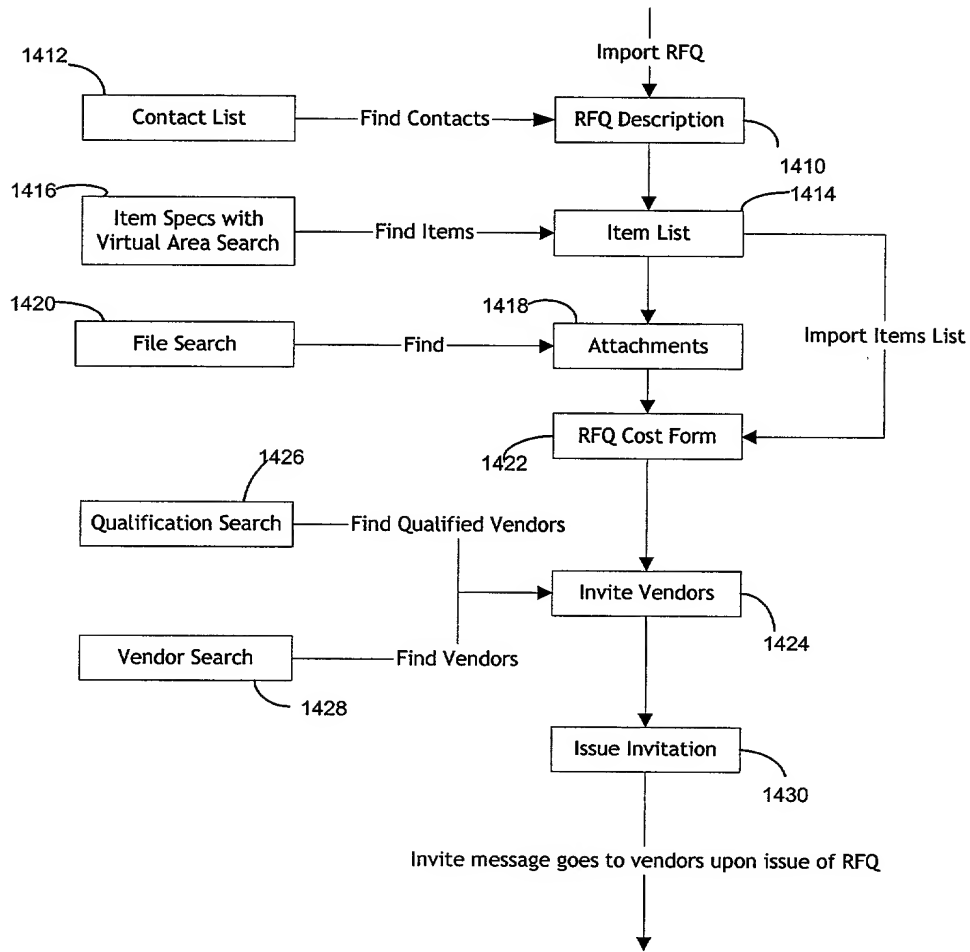 Import RFQ
1412
Contact List
Find Contacts
RFQ Description
1410
1416
Item Specs with
Virtual Area Search
Find Items
1414
Item List
1420
File Search
Find
1418
Attachments
Import Items List
RFQ Cost Form
1422
1426
Qualification Search
Find Qualified Vendors
Invite Vendors
1424
Vendor Search
Find Vendors
1428
Issue Invitation
1430
Invite message goes to vendors upon issue of RFQ